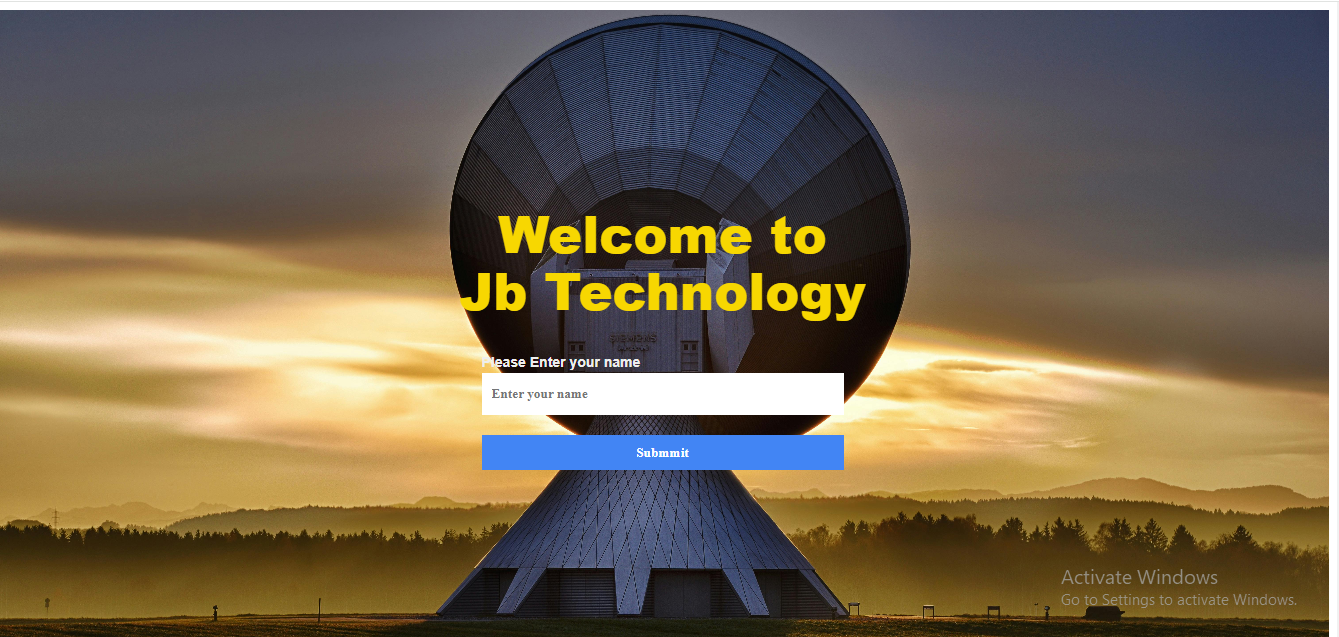 Welcome to
Jb Technology
Please Enter your name
Enter your name
Submmit
Activate Windows
Go to Settings to activate Windows.